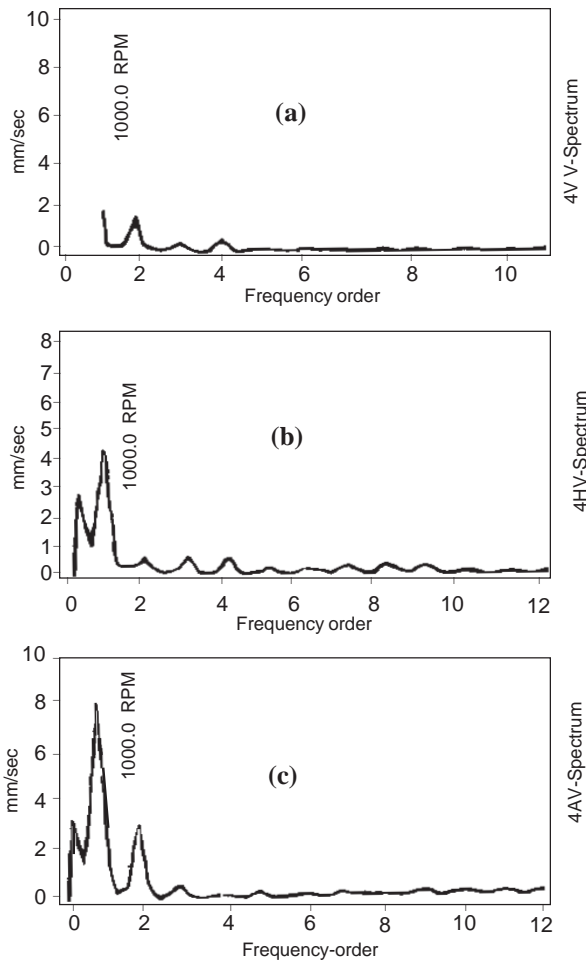 10
8
6
4
2
0
mm/sec
1000.0 RPM
(a)
4V V-Spectrum
0 2 4 6 8 10
Frequency order
8
7
6
5
4
3
2
1
0
mm/sec
1000.0 RPM
(b)
4HV-Spectrum
0 2 4 6 8 10 12
Frequency order
10
8
6
4
2
0
mm/sec
1000.0 RPM
(c)
4AV-Spectrum
0 2 4 6 8 10 12
Frequency-order